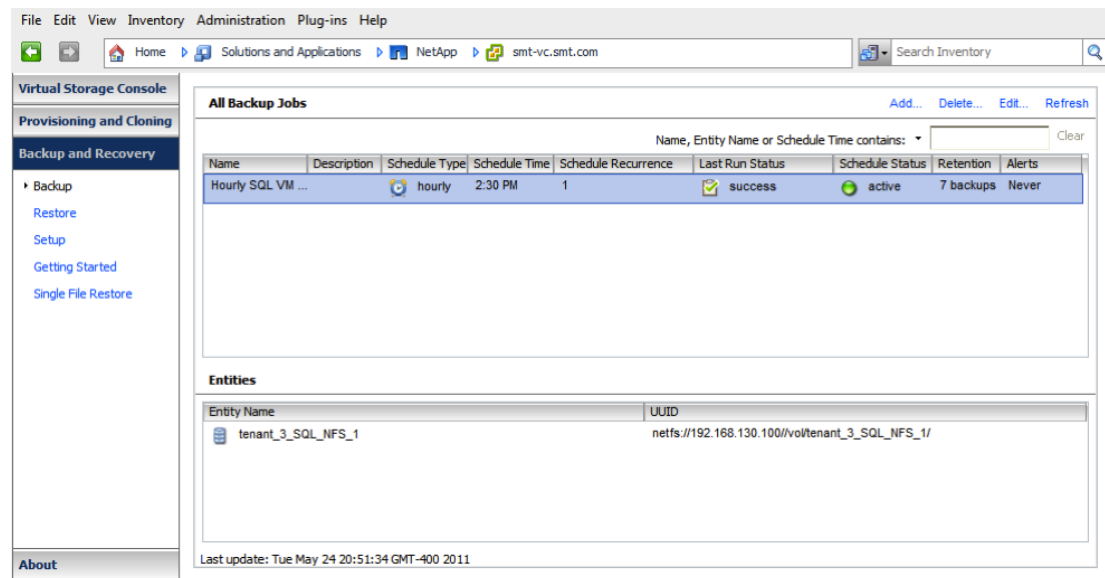 File Edit View Inventory Administration Plug-ins Help
Home Solutions and Applications NetApp smt-vc.smt.com Search Inventory
Virtual Storage Console
Provisioning and Cloning
Backup and Recovery
Backup
Restore
Setup
Getting Started
Single File Restore
About
All Backup Jobs Add... Delete... Edit... Refresh
Name, Entity Name or Schedule Time contains: Clear
Name Description Schedule Type Schedule Time Schedule Recurrence Last Run Status Schedule Status Retention Alerts
Hourly SQL VM ... hourly 2:30 PM 1 success active 7 backups Never
Entities
Entity Name UUID
tenant_3_SQL_NFS_1 netfs://192.168.130.100//vol/tenant_3_SQL_NFS_1/
Last update: Tue May 24 20:51:34 GMT-400 2011